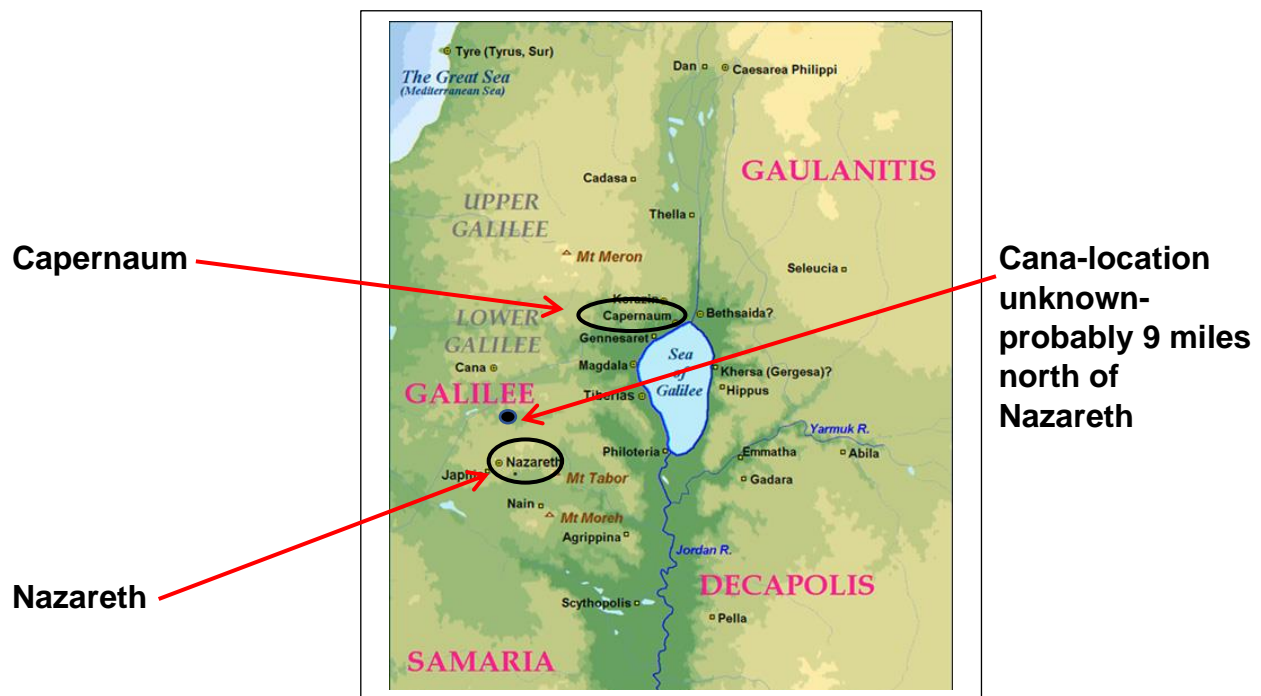 Tyre (Tyrus, Sur)
The Great Sea
(Mediterranean Sea)
Dan
Caesarea Philippi
GAULANITIS
Cadasa
UPPER
GALILEE
Thella
Mt Meron
Capernaum
Cana-location
unknown-
probably 9 miles
north of
Nazareth
Seleucia
Korazin
Capernaum
Bethsaida?
LOWER
GALILEE
Gennesaret
Sea
of
Galilee
Cana
Magdala
Khersa (Gergesa)?
GALILEE
Tiberias
Hippus
Yarmuk R.
Philoteria
Emmatha
Abila
Nazareth
Japhia
Mt Tabor
Gadara
Nain
Mt Moreh
Agrippina
Jordan R.
DECAPOLIS
Nazareth
Scythopolis
Pella
SAMARIA